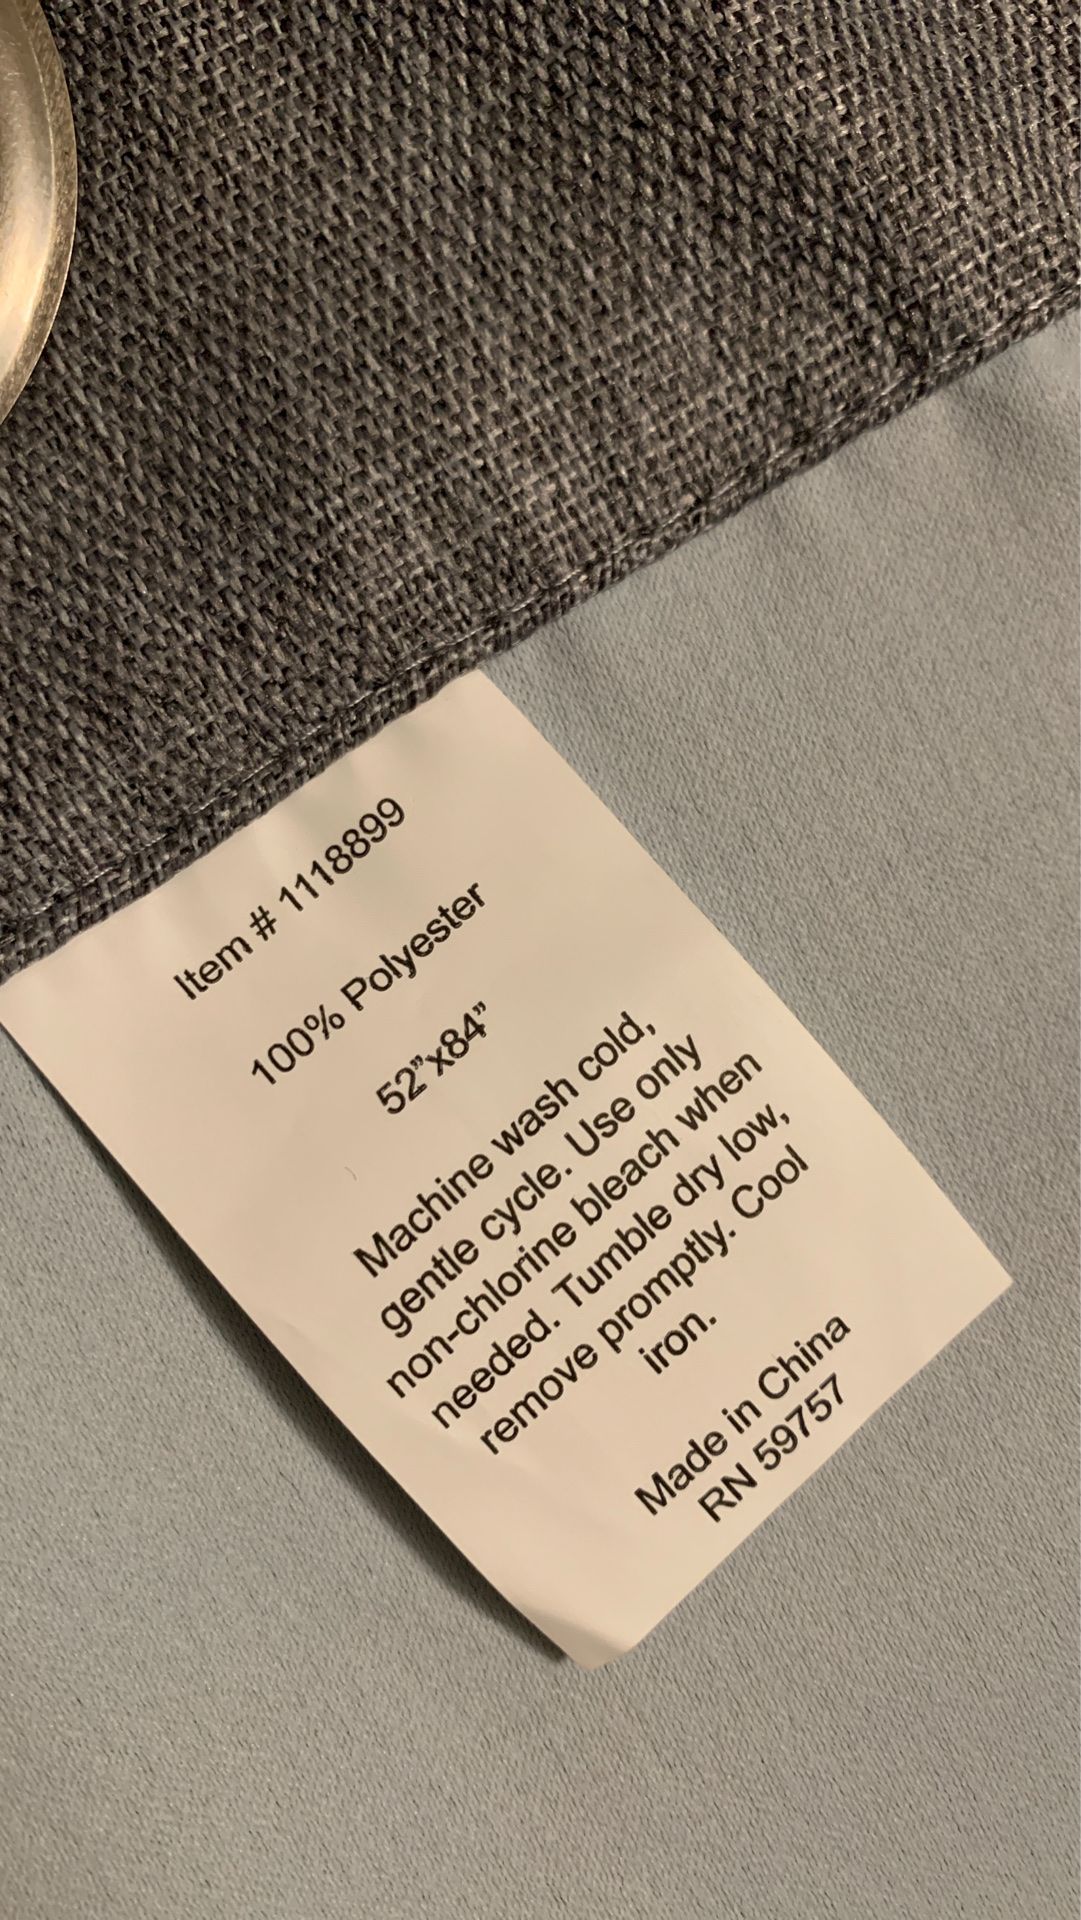 Item # 1118899
100% Polyester
52”x84”
Machine wash cold,
gentle cycle. Use only
non-chlorine bleach when
needed. Tumble dry low,
remove promptly. Cool
iron.
Made in China
RN 59757